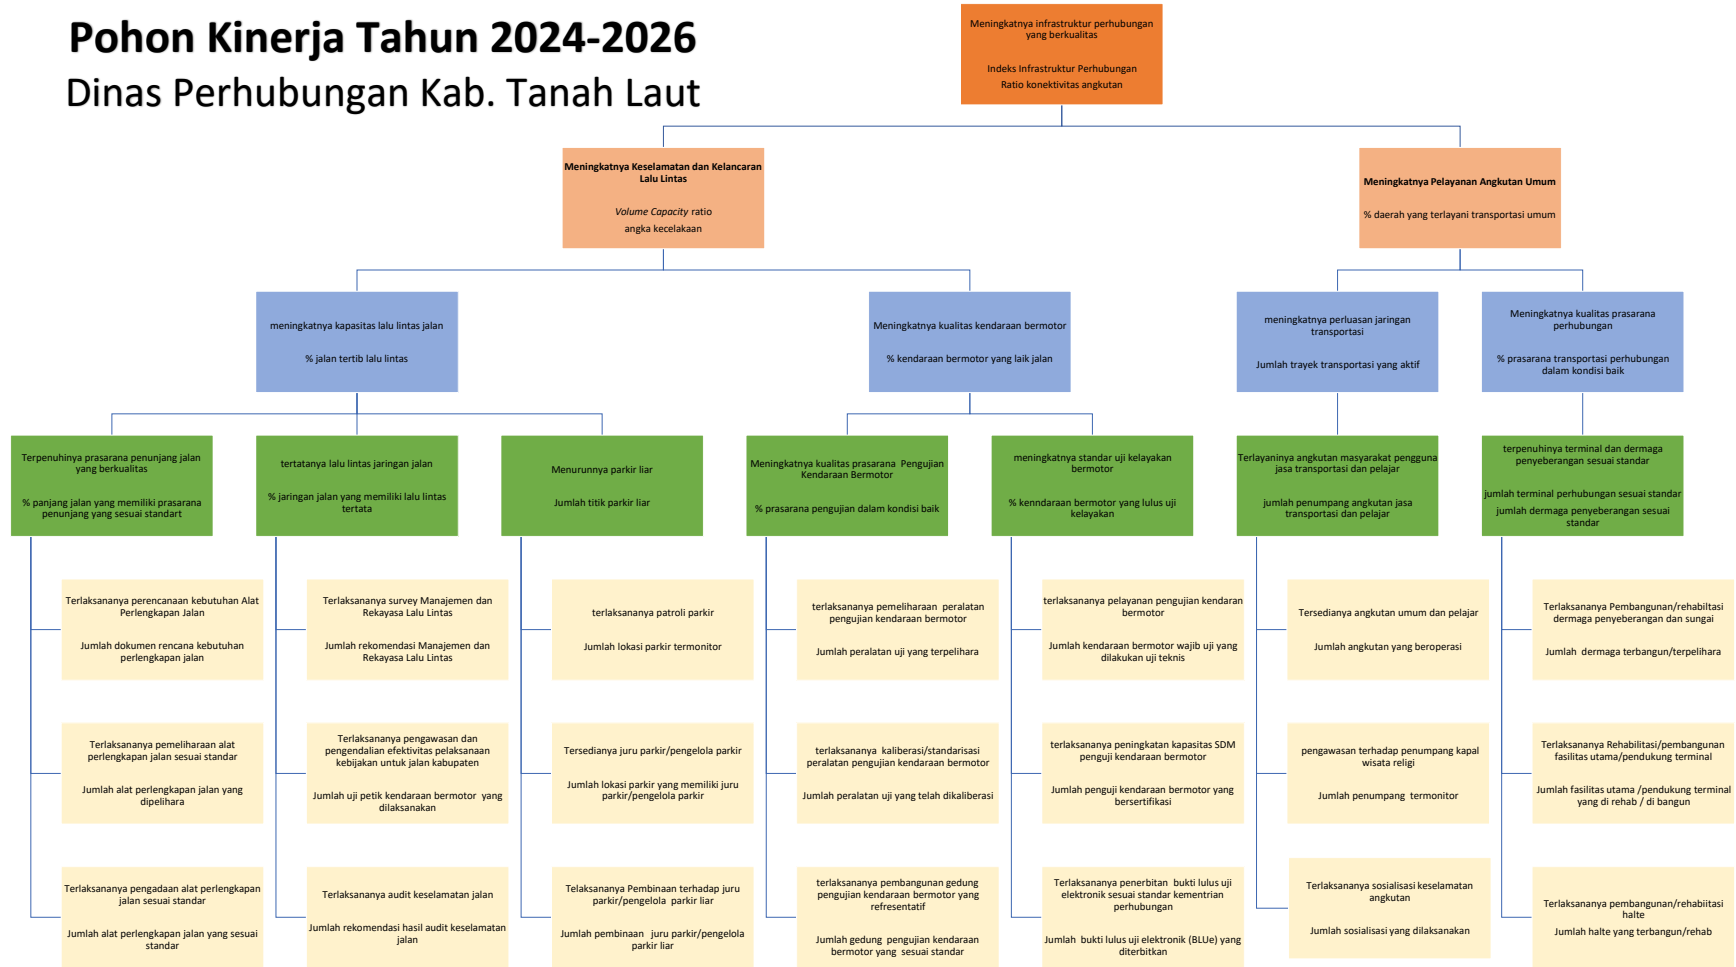 Pohon Kinerja Tahun 2024-2026
Dinas Perhubungan Kab. Tanah Laut
Meningkatnya infrastruktur perhubungan
yang berkualitas
Indeks Infrastruktur Perhubungan
Ratio konektivitas angkutan
Meningkatnya Keselamatan dan Kelancaran
Lalu Lintas
Volume Capacity ratio
angka kecelakaan
Meningkatnya Pelayanan Angkutan Umum
% daerah yang terlayani transportasi umum
meningkatnya kapasitas lalu lintas jalan
% jalan tertib lalu lintas
Meningkatnya kualitas kendaraan bermotor
% kendaraan bermotor yang laik jalan
meningkatnya perluasan jaringan
transportasi
Jumlah trayek transportasi yang aktif
Meningkatnya kualitas prasarana
perhubungan
% prasarana transportasi perhubungan
dalam kondisi baik
Terpenuhinya prasarana penunjang jalan
yang berkualitas
% panjang jalan yang memiliki prasarana
penunjang yang sesuai standart
tertatanya lalu lintas jaringan jalan
% jaringan jalan yang memiliki lalu lintas
tertata
Menurunnya parkir liar
Jumlah titik parkir liar
Meningkatnya kualitas prasarana  Pengujian
Kendaraan Bermotor
% prasarana pengujian dalam kondisi baik
meningkatnya standar uji kelayakan
bermotor
% kenndaraan bermotor yang lulus uji
kelayakan
Terlayaninya angkutan masyarakat pengguna
jasa transportasi dan pelajar
jumlah penumpang angkutan jasa
transportasi dan pelajar
terpenuhinya terminal dan dermaga
penyeberangan sesuai standar
jumlah terminal perhubungan sesuai standar
jumlah dermaga penyeberangan sesuai
standar
Terlaksananya perencanaan kebutuhan Alat
Perlengkapan Jalan
Jumlah dokumen rencana kebutuhan
perlengkapan jalan
Terlaksananya survey Manajemen dan
Rekayasa Lalu Lintas
Jumlah rekomendasi Manajemen dan
Rekayasa Lalu Lintas
terlaksananya patroli parkir
Jumlah lokasi parkir termonitor
terlaksananya pemeliharaan  peralatan
pengujian kendaraan bermotor
Jumlah peralatan uji yang terpelihara
terlaksananya pelayanan pengujian kendaran
bermotor
Jumlah kendaraan bermotor wajib uji yang
dilakukan uji teknis
Tersedianya angkutan umum dan pelajar
Jumlah angkutan yang beroperasi
Terlaksananya Pembangunan/rehabiltasi
dermaga penyeberangan dan sungai
Jumlah  dermaga terbangun/terpelihara
Terlaksananya pemeliharaan alat
perlengkapan jalan sesuai standar
Jumlah alat perlengkapan jalan yang
dipelihara
Terlaksananya pengawasan dan
pengendalian efektivitas pelaksanaan
kebijakan untuk jalan kabupaten
Jumlah uji petik kendaraan bermotor  yang
dilaksanakan
Tersedianya juru parkir/pengelola parkir
Jumlah lokasi parkir yang memiliki juru
parkir/pengelola parkir
terlaksananya  kaliberasi/standarisasi
peralatan pengujian kendaraan bermotor
Jumlah peralatan uji yang telah dikaliberasi
terlaksananya peningkatan kapasitas SDM
penguji kendaraan bermotor
Jumlah penguji kendaraan bermotor yang
bersertifikasi
pengawasan terhadap penumpang kapal
wisata religi
Jumlah penumpang  termonitor
Terlaksananya Rehabilitasi/pembangunan
fasilitas utama/pendukung terminal
Jumlah fasilitas utama /pendukung terminal
yang di rehab / di bangun
Terlaksananya pengadaan alat perlengkapan
jalan sesuai standar
Jumlah alat perlengkapan jalan yang sesuai
standar
Terlaksananya audit keselamatan jalan
Jumlah rekomendasi hasil audit keselamatan
jalan
Telaksananya Pembinaan terhadap juru
parkir/pengelola  parkir liar
Jumlah pembinaan  juru parkir/pengelola
parkir liar
terlaksananya pembangunan gedung
pengujian kendaraan bermotor yang
refresentatif
Jumlah gedung  pengujian kendaraan
bermotor yang  sesuai standar
Terlaksananya penerbitan  bukti lulus uji
elektronik sesuai standar kementrian
perhubungan
Jumlah  bukti lulus uji elektronik (BLUe) yang
diterbitkan
Terlaksananya sosialisasi keselamatan
angkutan
Jumlah sosialisasi yang dilaksanakan
Terlaksananya pembangunan/rehabiitasi
halte
Jumlah halte yang terbangun/rehab